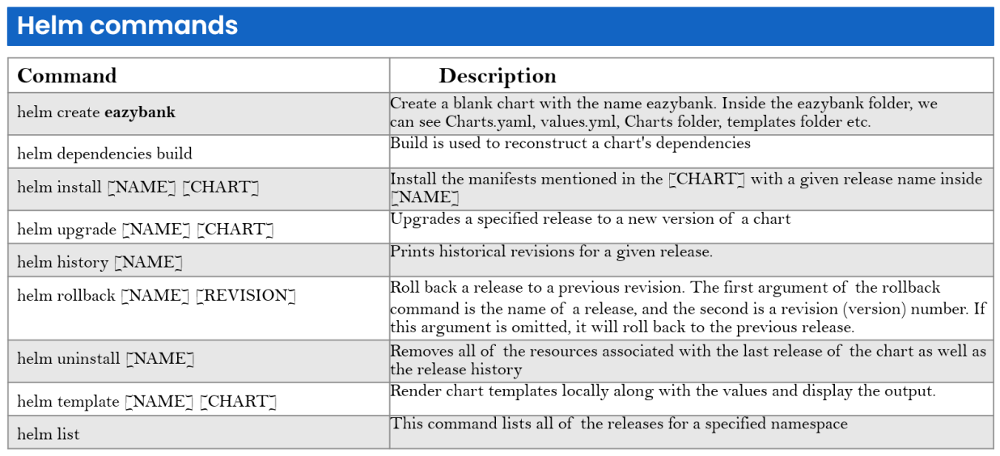 Helm commands
Command
Description
helm create eazybank
Create a blank chart with the name eazybank. Inside the eazybank folder, we
can see Charts.yaml, values.yml, Charts folder, templates folder etc.
helm dependencies build
Build is used to reconstruct a chart's dependencies
helm install [NAME] [CHART]
Install the manifests mentioned in the [CHART] with a given release name inside
[NAME]
helm upgrade [NAME] [CHART]
Upgrades a specified release to a new version of a chart
helm history [NAME]
Prints historical revisions for a given release.
helm rollback [NAME] [REVISION]
Roll back a release to a previous revision. The first argument of the rollback
command is the name of a release, and the second is a revision (version) number. If
this argument is omitted, it will roll back to the previous release.
helm uninstall [NAME]
Removes all of the resources associated with the last release of the chart as well as
the release history
helm template [NAME] [CHART]
Render chart templates locally along with the values and display the output.
helm list
This command lists all of the releases for a specified namespace